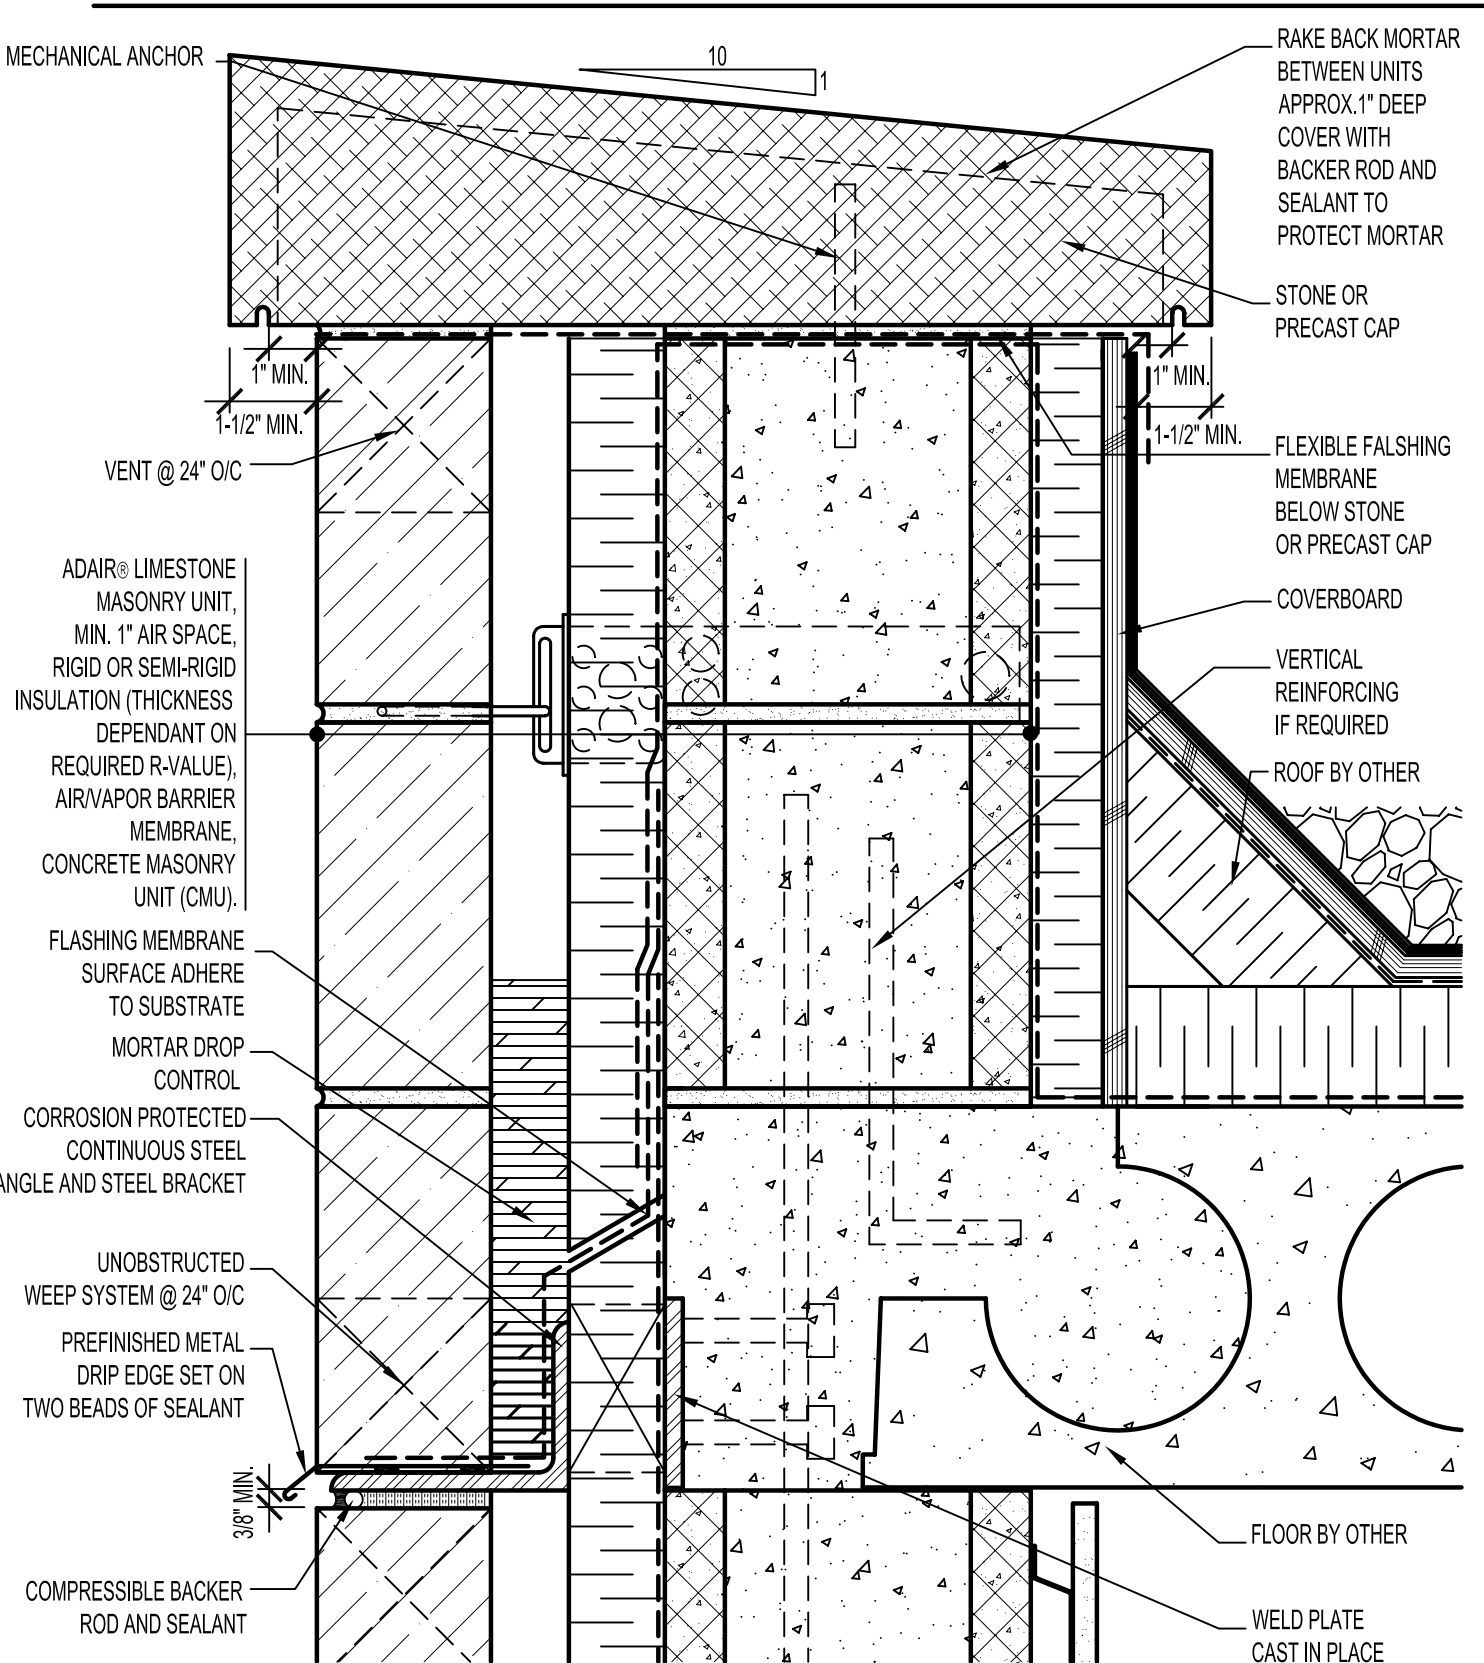 MECHANICAL ANCHOR
10
1
RAKE BACK MORTAR
BETWEEN UNITS
APPROX.1" DEEP
COVER WITH
BACKER ROD AND
SEALANT TO
PROTECT MORTAR
STONE OR
PRECAST CAP
1" MIN.
1-1/2" MIN.
1" MIN.
1-1/2" MIN.
VENT @ 24" O/C
FLEXIBLE FALSHING
MEMBRANE
BELOW STONE
OR PRECAST CAP
ADAIR® LIMESTONE
MASONRY UNIT,
MIN. 1" AIR SPACE,
RIGID OR SEMI-RIGID
INSULATION (THICKNESS
DEPENDANT ON
REQUIRED R-VALUE),
AIR/VAPOR BARRIER
MEMBRANE,
CONCRETE MASONRY
UNIT (CMU).
COVERBOARD
VERTICAL
REINFORCING
IF REQUIRED
ROOF BY OTHER
FLASHING MEMBRANE
SURFACE ADHERE
TO SUBSTRATE
MORTAR DROP
CONTROL
CORROSION PROTECTED
CONTINUOUS STEEL
ANGLE AND STEEL BRACKET
UNOBSTRUCTED
WEEP SYSTEM @ 24" O/C
PREFINISHED METAL
DRIP EDGE SET ON
TWO BEADS OF SEALANT
3/8" MIN.
COMPRESSIBLE BACKER
ROD AND SEALANT
FLOOR BY OTHER
WELD PLATE
CAST IN PLACE